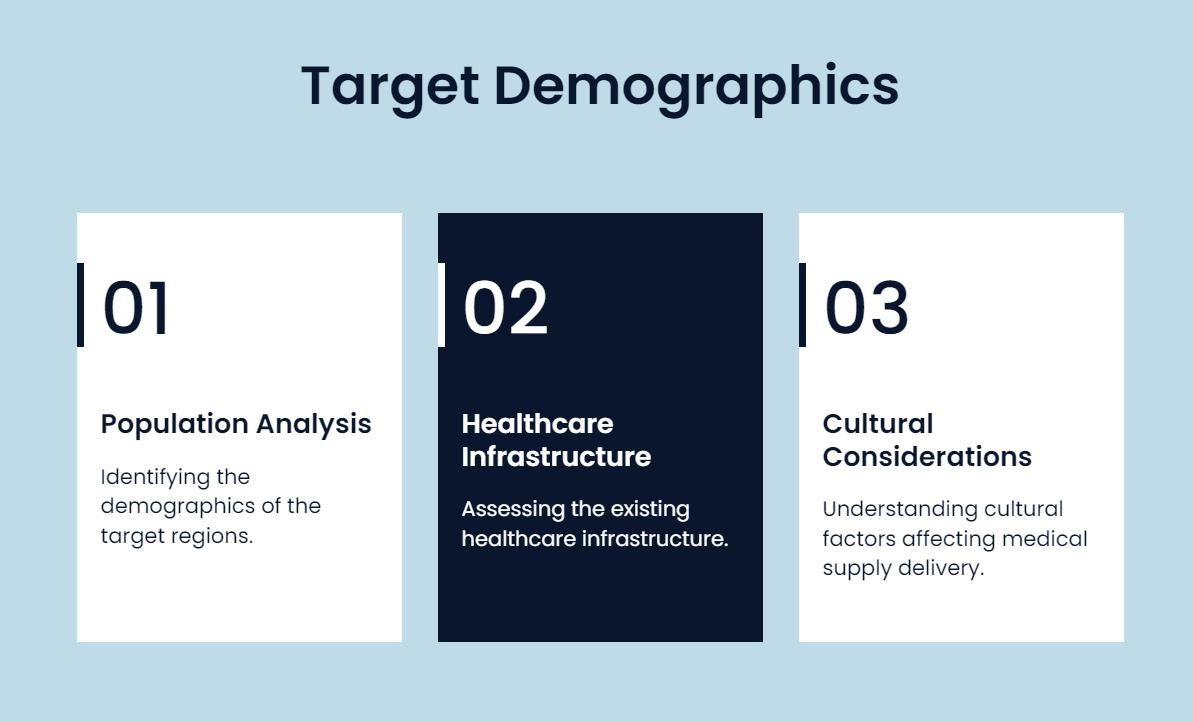 Target Demographics
01
Population Analysis
Identifying the
demographics of the
target regions.
02
Healthcare
Infrastructure
Assessing the existing
healthcare infrastructure.
03
Cultural
Considerations
Understanding cultural
factors affecting medical
supply delivery.